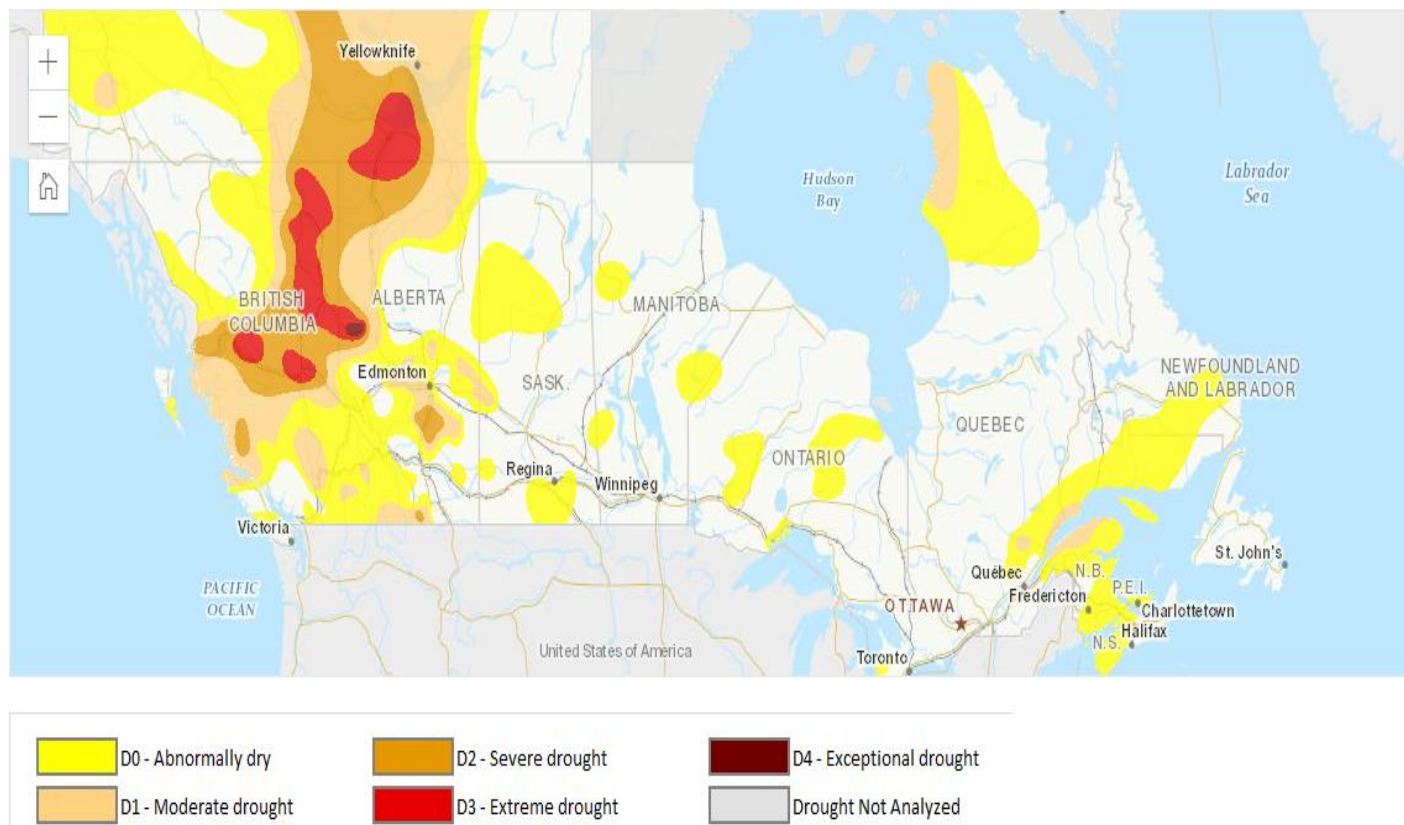 +
−
Yellowknife
Hudson
Bay
Labrador
Sea
BRITISH
COLUMBIA
ALBERTA
MANITOBA
Edmonton
SASK.
NEWFOUNDLAND
AND LABRADOR
QUEBEC
ONTARIO
Regina
Winnipeg
Victoria
St. John's
PACIFIC
OCEAN
Québec
N.B.
P.E.I.
Fredericton
Charlottetown
OTTAWA
Halifax
N.S.
United States of America
Toronto
D0 - Abnormally dry
D2 - Severe drought
D4 - Exceptional drought
D1 - Moderate drought
D3 - Extreme drought
Drought Not Analyzed